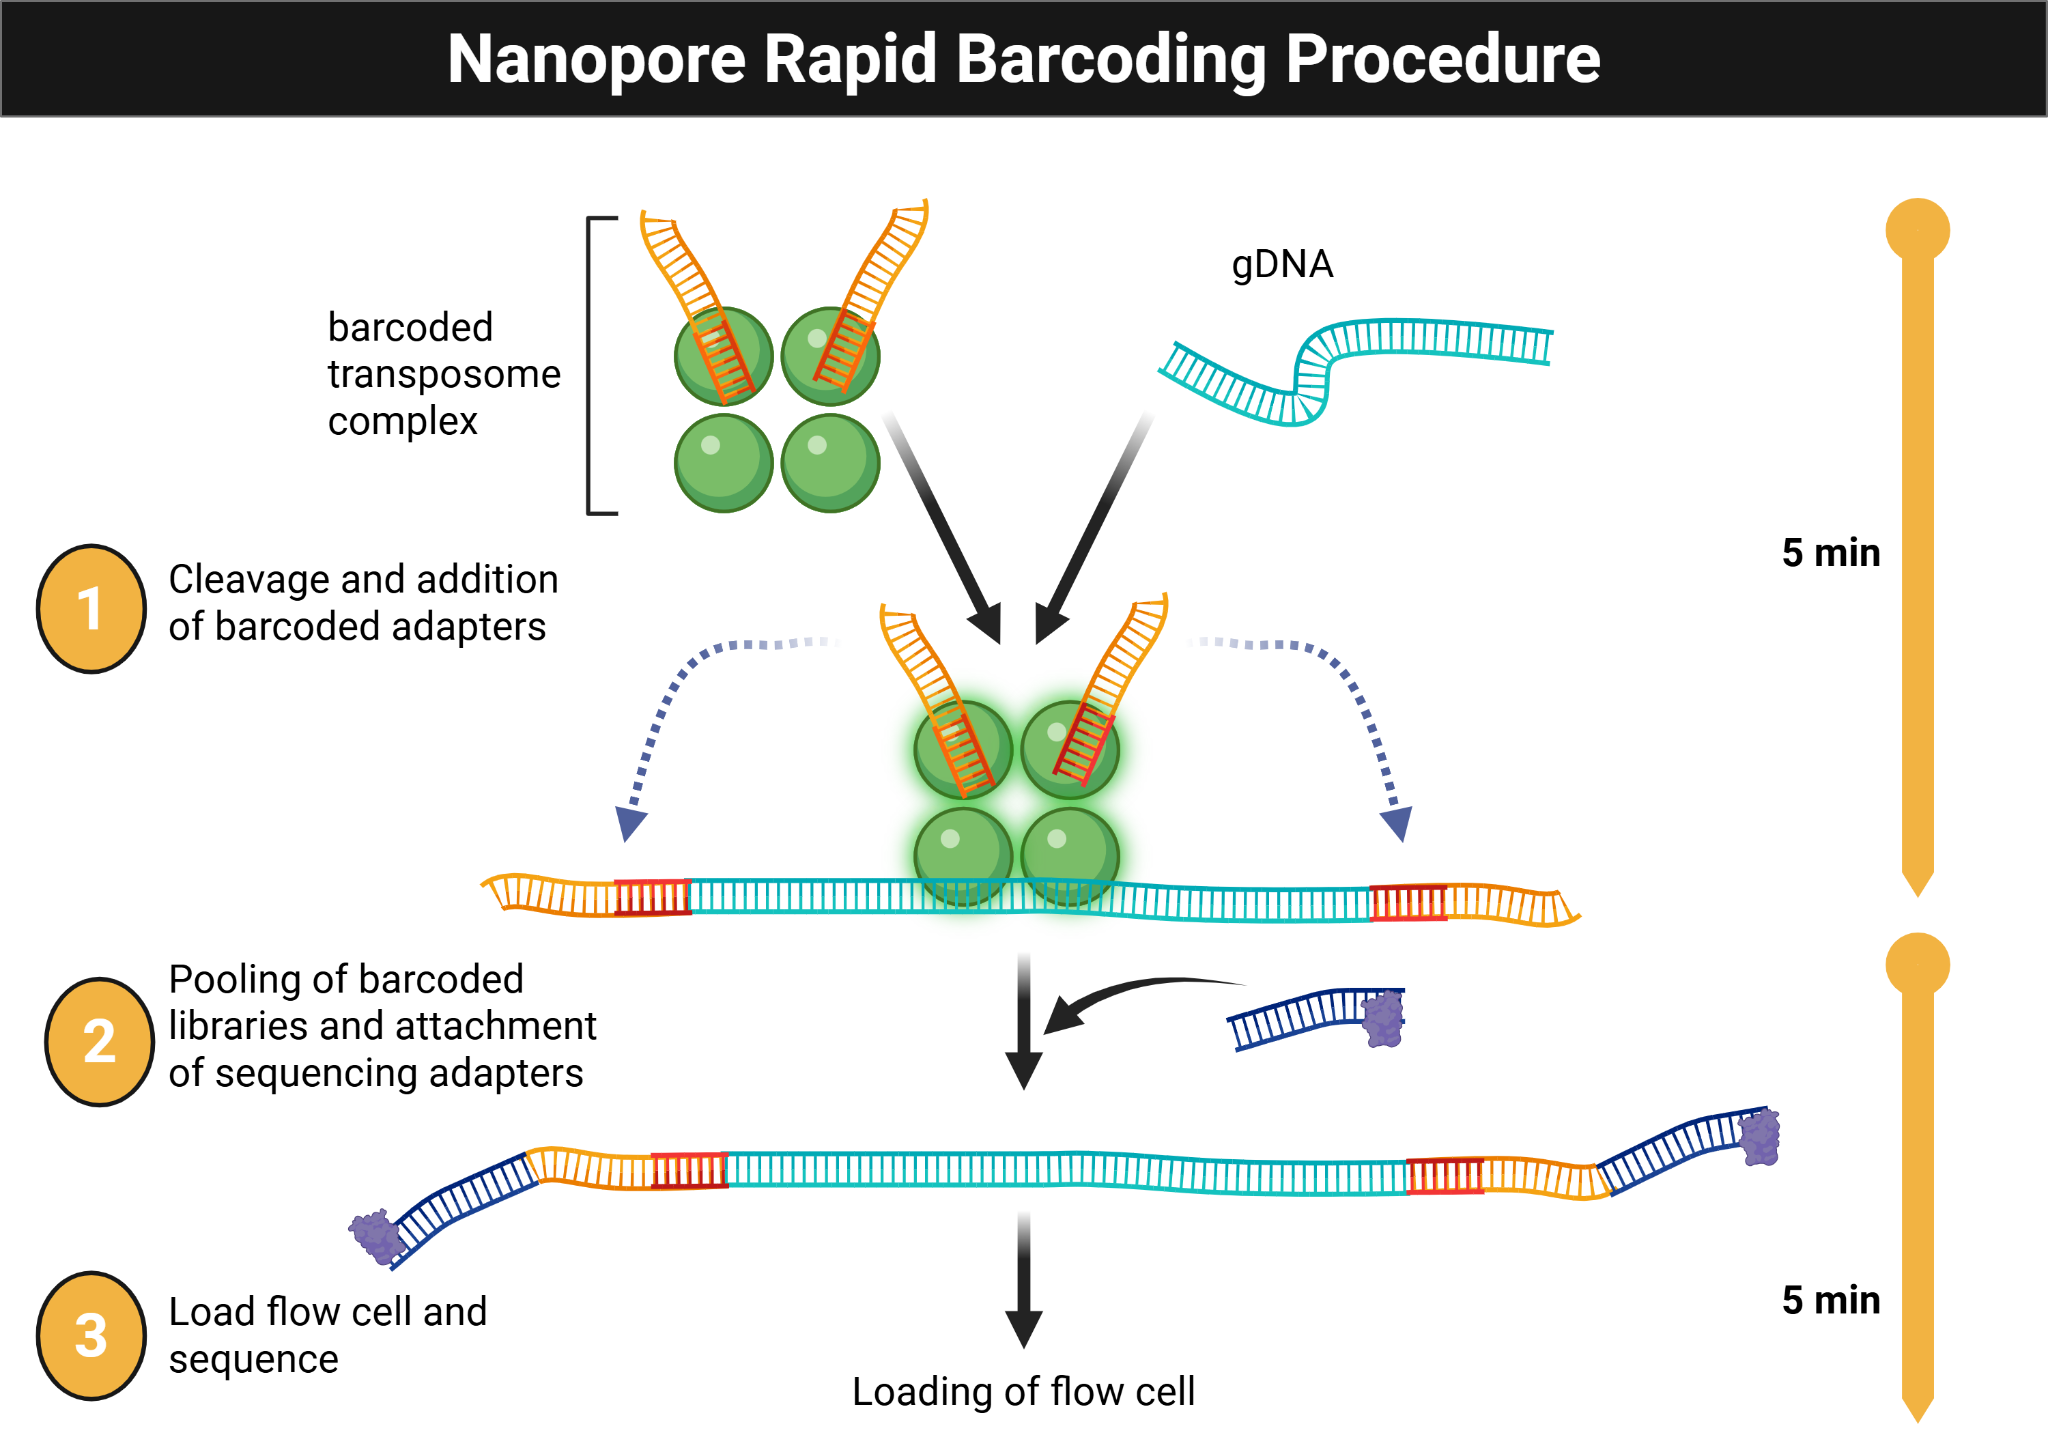 Nanopore Rapid Barcoding Procedure
barcoded
transposome
complex
gDNA
5 min
1
Cleavage and addition
of barcoded adapters
2
Pooling of barcoded
libraries and attachment
of sequencing adapters
3
Load flow cell and
sequence
5 min
Loading of flow cell